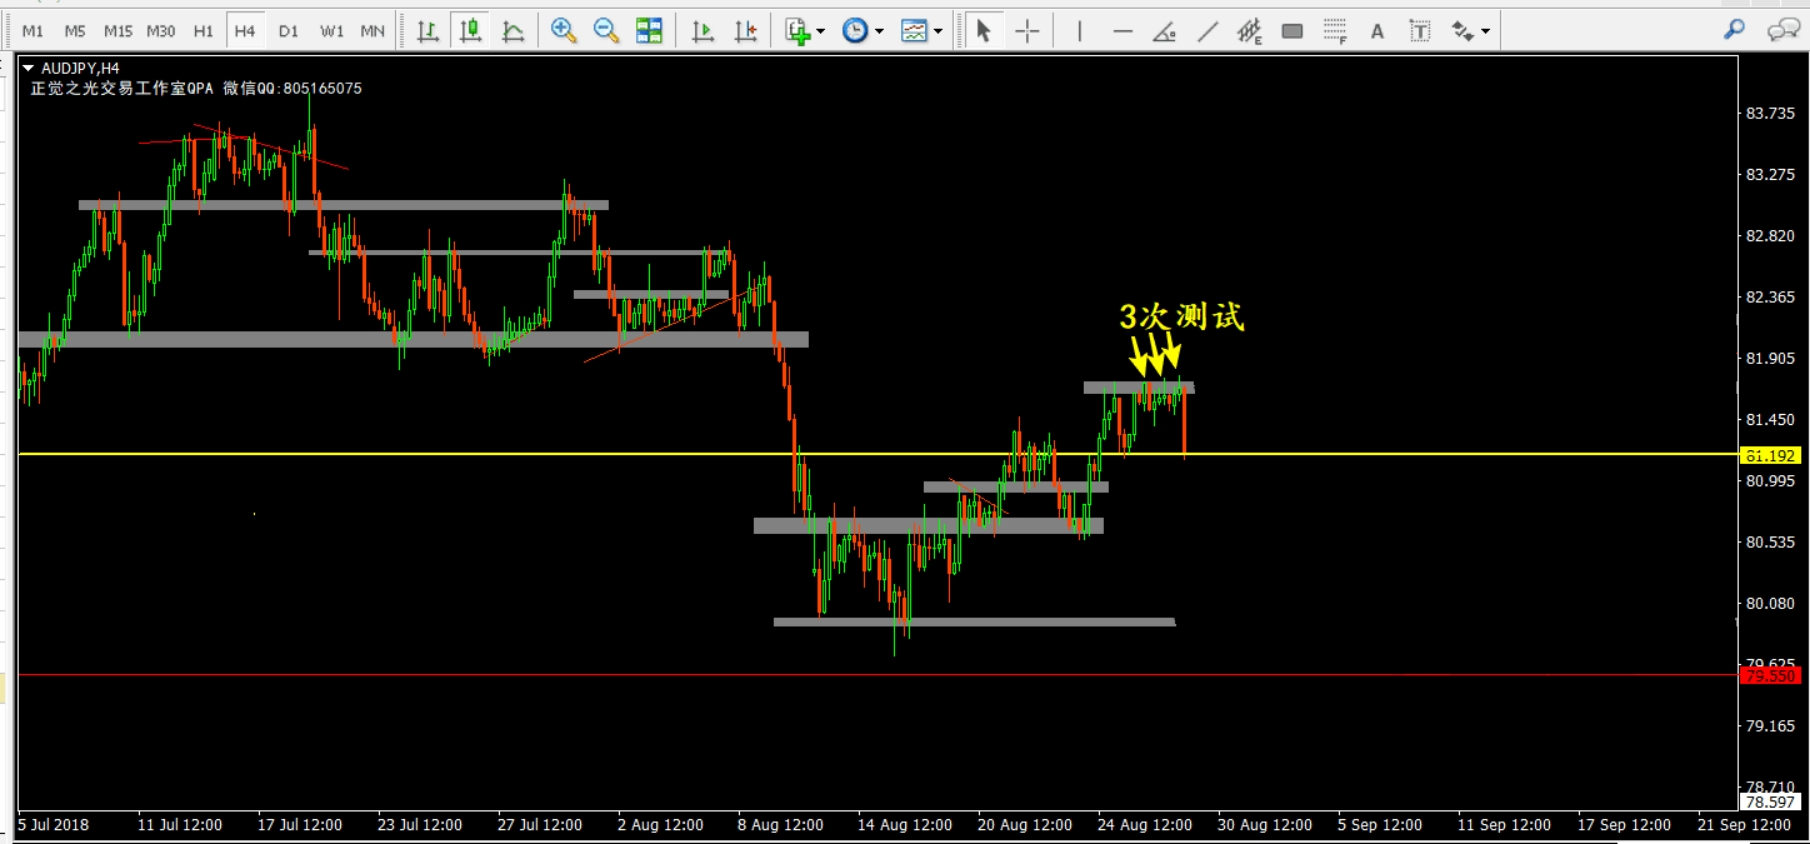 M1 M5 M15 M30 H1 H4 D1 W1 MN
E F A T
AUDJPY,H4
正觉之光交易工作室QPA 微信QQ:805165075
3次测试
83.735
83.275
82.820
82.365
81.905
81.450
81.192
80.995
80.535
80.080
79.625
79.550
79.165
78.710
78.597
5 Jul 2018 11 Jul 12:00 17 Jul 12:00 23 Jul 12:00 27 Jul 12:00 2 Aug 12:00 8 Aug 12:00 14 Aug 12:00 20 Aug 12:00 24 Aug 12:00 30 Aug 12:00 5 Sep 12:00 11 Sep 12:00 17 Sep 12:00 21 Sep 12:00